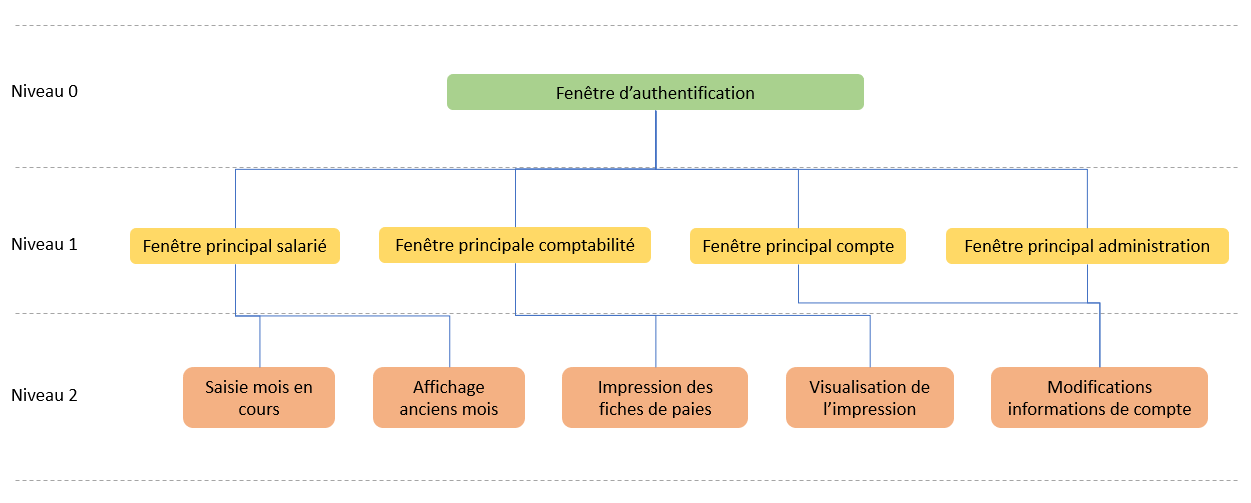 Niveau 0
Fenêtre d’authentification
Niveau 1
Fenêtre principal salarié
Fenêtre principale comptabilité
Fenêtre principal compte
Fenêtre principal administration
Niveau 2
Saisie mois en
cours
Affichage
anciens mois
Impression des
fiches de paies
Visualisation de
l’impression
Modifications
informations de compte